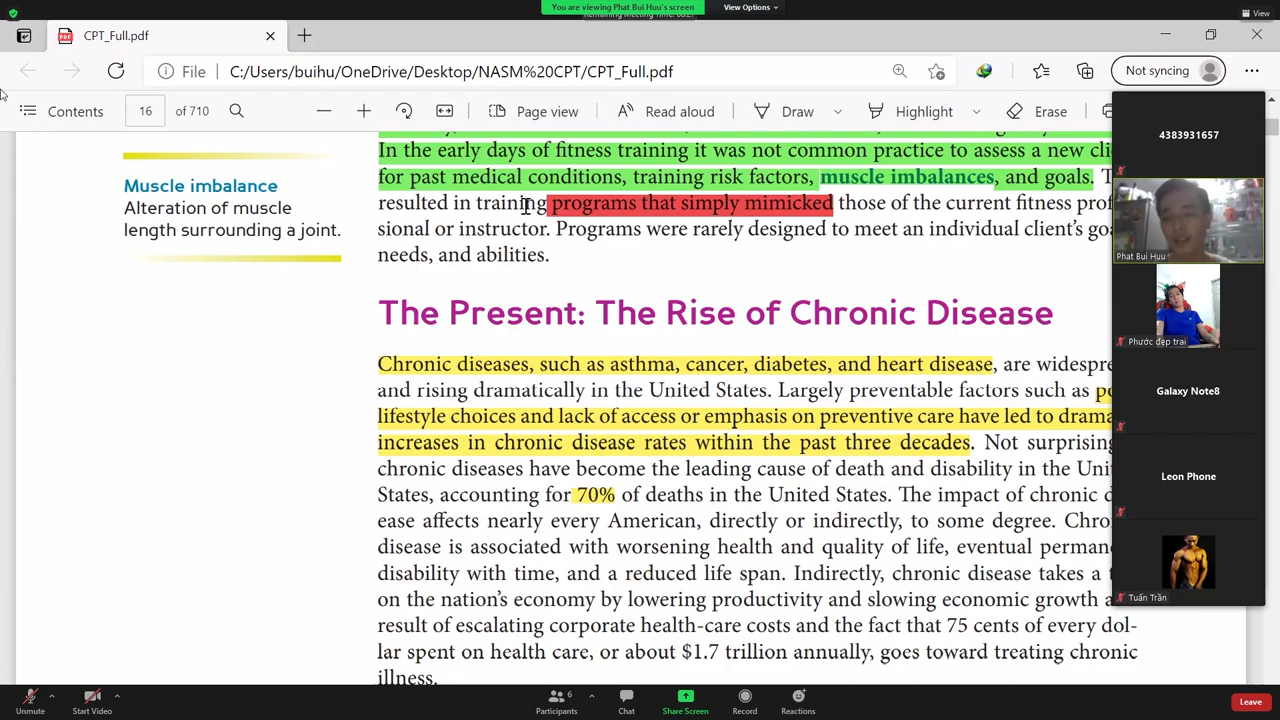 You are viewing Phat Bui Huu's screen
View Options
View
CPT_Full.pdf
File
C:/Users/buihu/OneDrive/Desktop/NASM%20CPT/CPT_Full.pdf
Not syncing
Contents
16
of 710
Page view
Read aloud
Draw
Highlight
Erase
In the early days of fitness training it was not common practice to assess a new
for past medical conditions, training risk factors, muscle imbalances, and goals.
resulted in training programs that simply mimicked those of the current fitness
sional or instructor. Programs were rarely designed to meet an individual client's
needs, and abilities.
Muscle imbalance
Alteration of muscle
length surrounding a joint.
The Present: The Rise of Chronic Disease
Chronic diseases, such as asthma, cancer, diabetes, and heart disease, are
and rising dramatically in the United States. Largely preventable factors such as
lifestyle choices and lack of access or emphasis on preventive care have led to
increases in chronic disease rates within the past three decades. Not
chronic diseases have become the leading cause of death and disability in the
States, accounting for 70% of deaths in the United States. The impact of chronic
ease affects nearly every American, directly or indirectly, to some degree.
disease is associated with worsening health and quality of life, eventual
disability with time, and a reduced life span. Indirectly, chronic disease takes a
on the nation's economy by lowering productivity and slowing economic growth
result of escalating corporate health-care costs and the fact that 75 cents of every dol-
lar spent on health care, or about $1.7 trillion annually, goes toward treating chronic
illness.
4383931657
Phat Bui Huu
Phước đẹp trai
Galaxy Note8
Leon Phone
Tuấn Trần
Unmute
Start Video
6
Participants
Chat
Share Screen
Record
Reactions
Leave